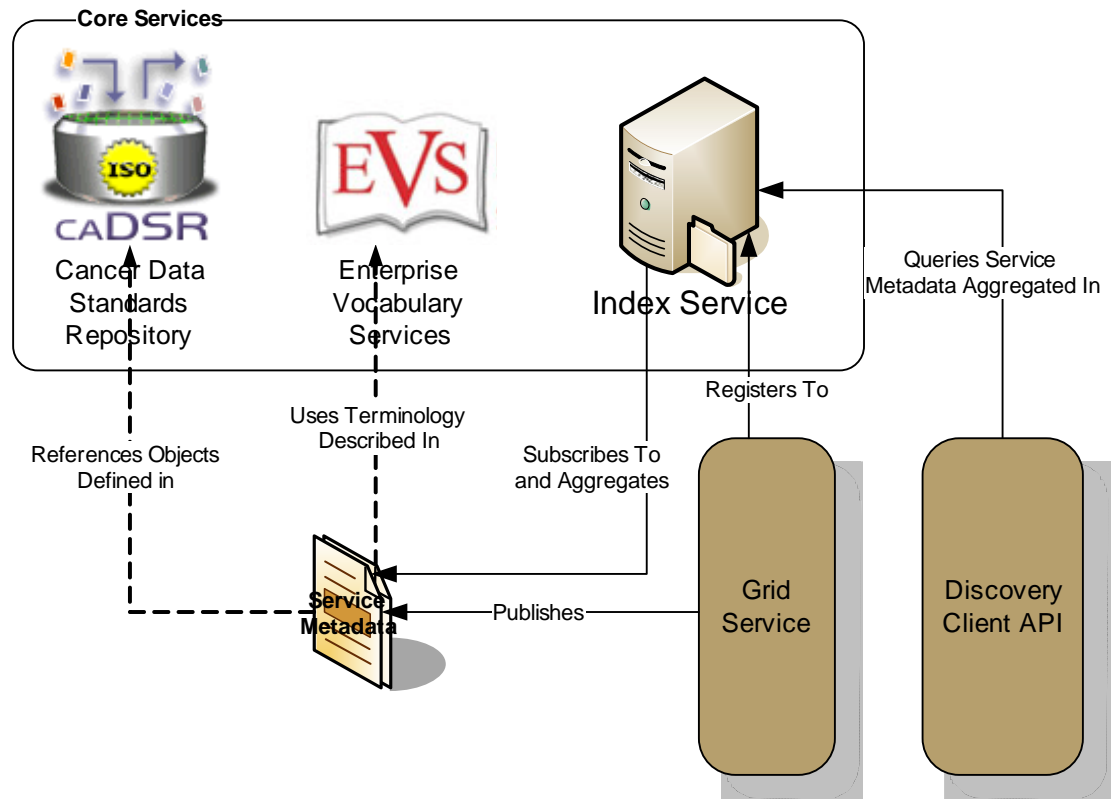 Core Services
ISO
caDSR
Cancer Data
Standards
Repository
EVS
Enterprise
Vocabulary
Services
Index Service
Queries Service
Metadata Aggregated In
Registers To
Uses Terminology
Described In
References Objects
Defined in
Subscribes To
and Aggregates
Service
Metadata
Publishes
Grid
Service
Discovery
Client API